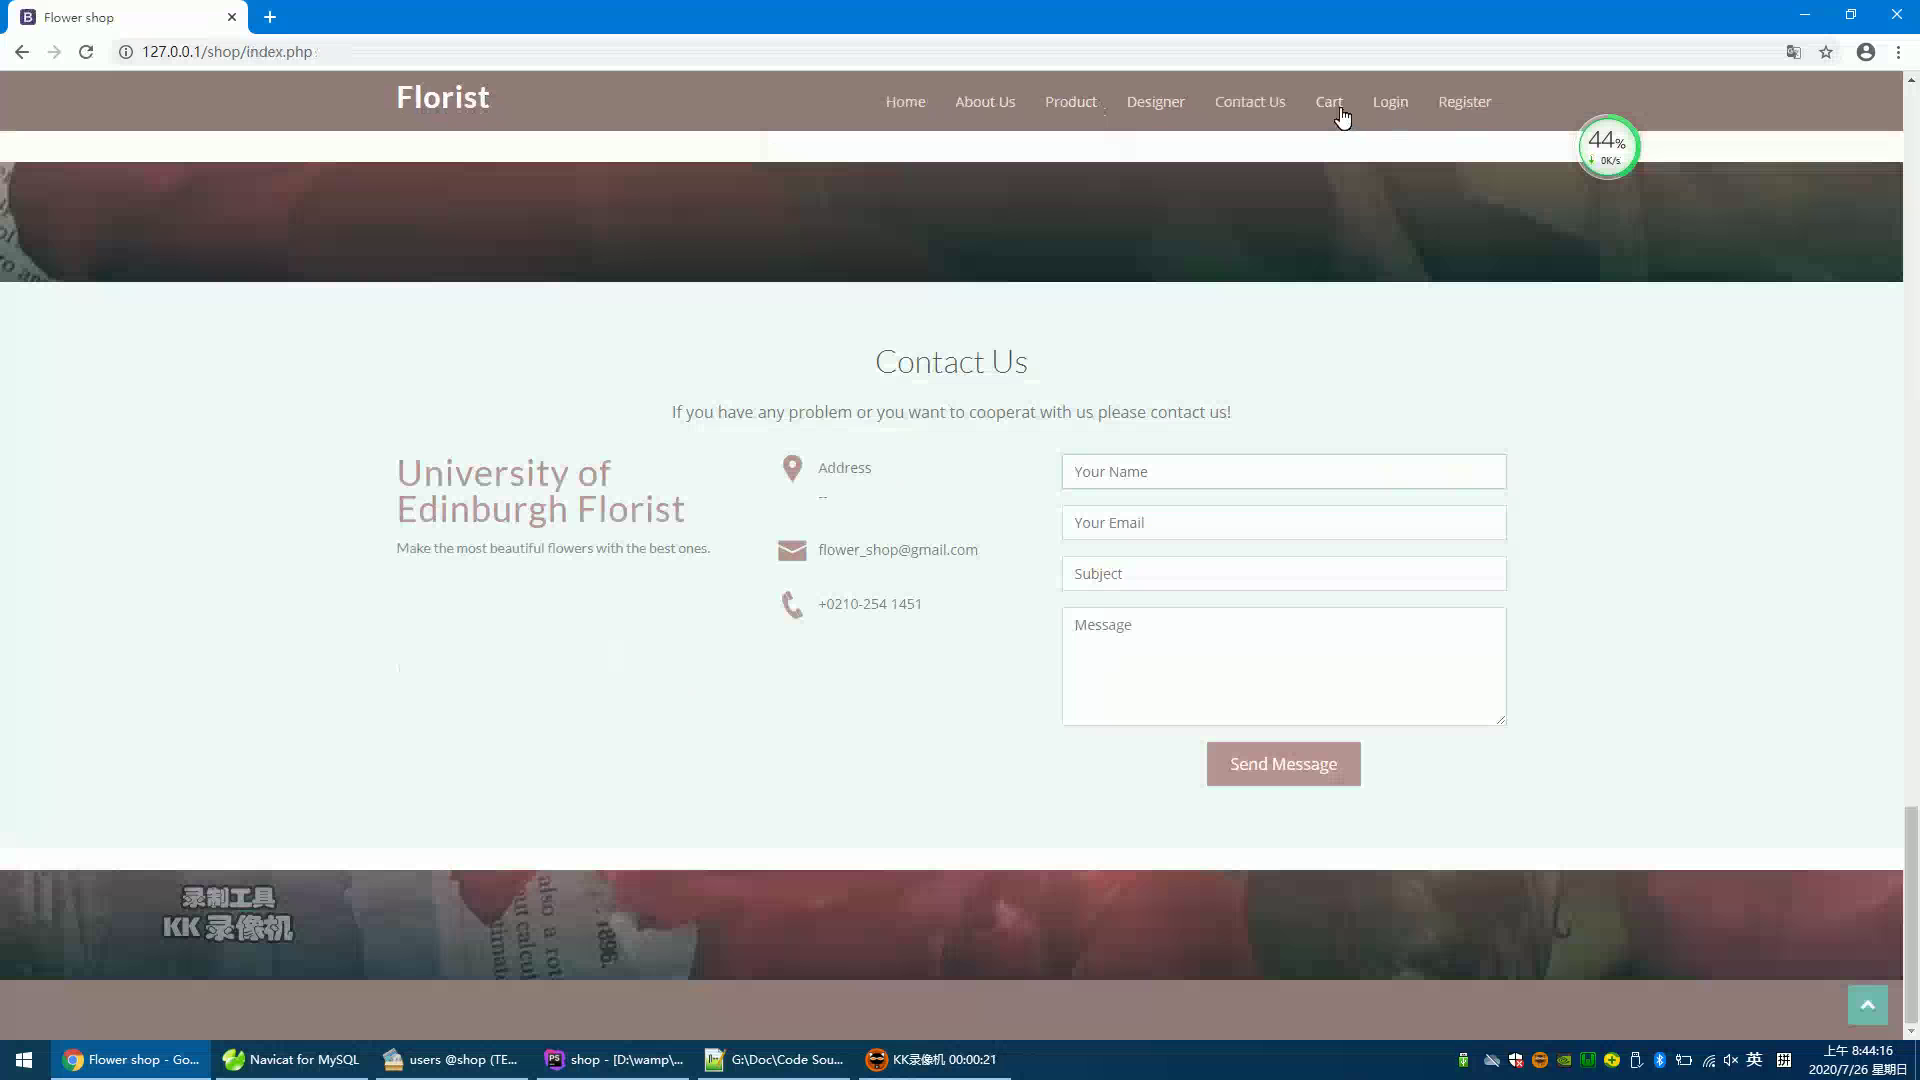 Flower shop
127.0.0.1/shop/index.php
Florist
Home About Us Product Designer Contact Us Cart Login Register
44%
0K/s
Contact Us
If you have any problem or you want to cooperat with us please contact us!
University of
Edinburgh Florist
Make the most beautiful flowers with the best ones.
Address
--
flower_shop@gmail.com
+0210-254 1451
Your Name
Your Email
Subject
Message
Send Message
录制工具
KK 录像机
also a
1896.
Flower shop - Go...
Navicat for MySQL
users @shop (TE...
shop - [D:\wamp\...
G:\Doc\Code Sou...
KK录像机 00:00:21
英
拼
上午 8:44:16
2020/7/26 星期日